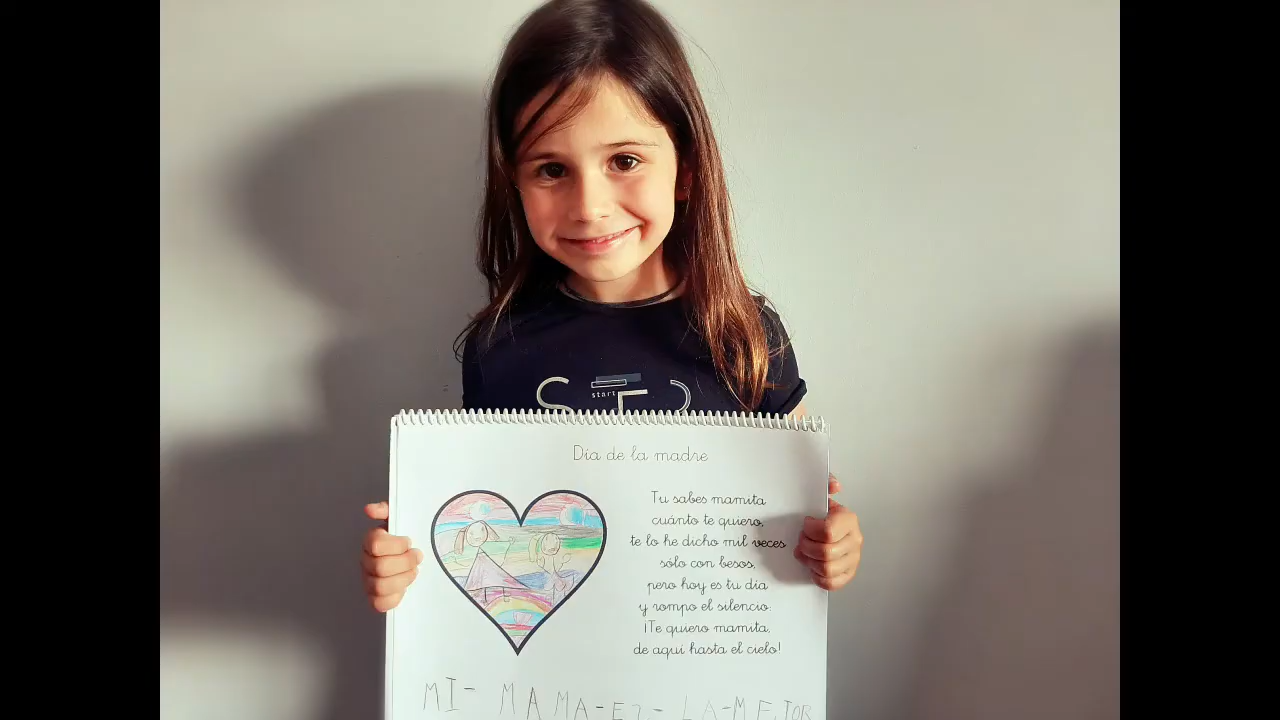 start
Día de la madre
Tu sabes mamita
cuánto te quiero,
te lo he dicho mil veces
sólo con besos,
pero hoy es tu día
y rompo el silencio:
¡Te quiero mamita,
de aquí hasta el cielo!
MI- MAMA-EZ- LA-MEJOR